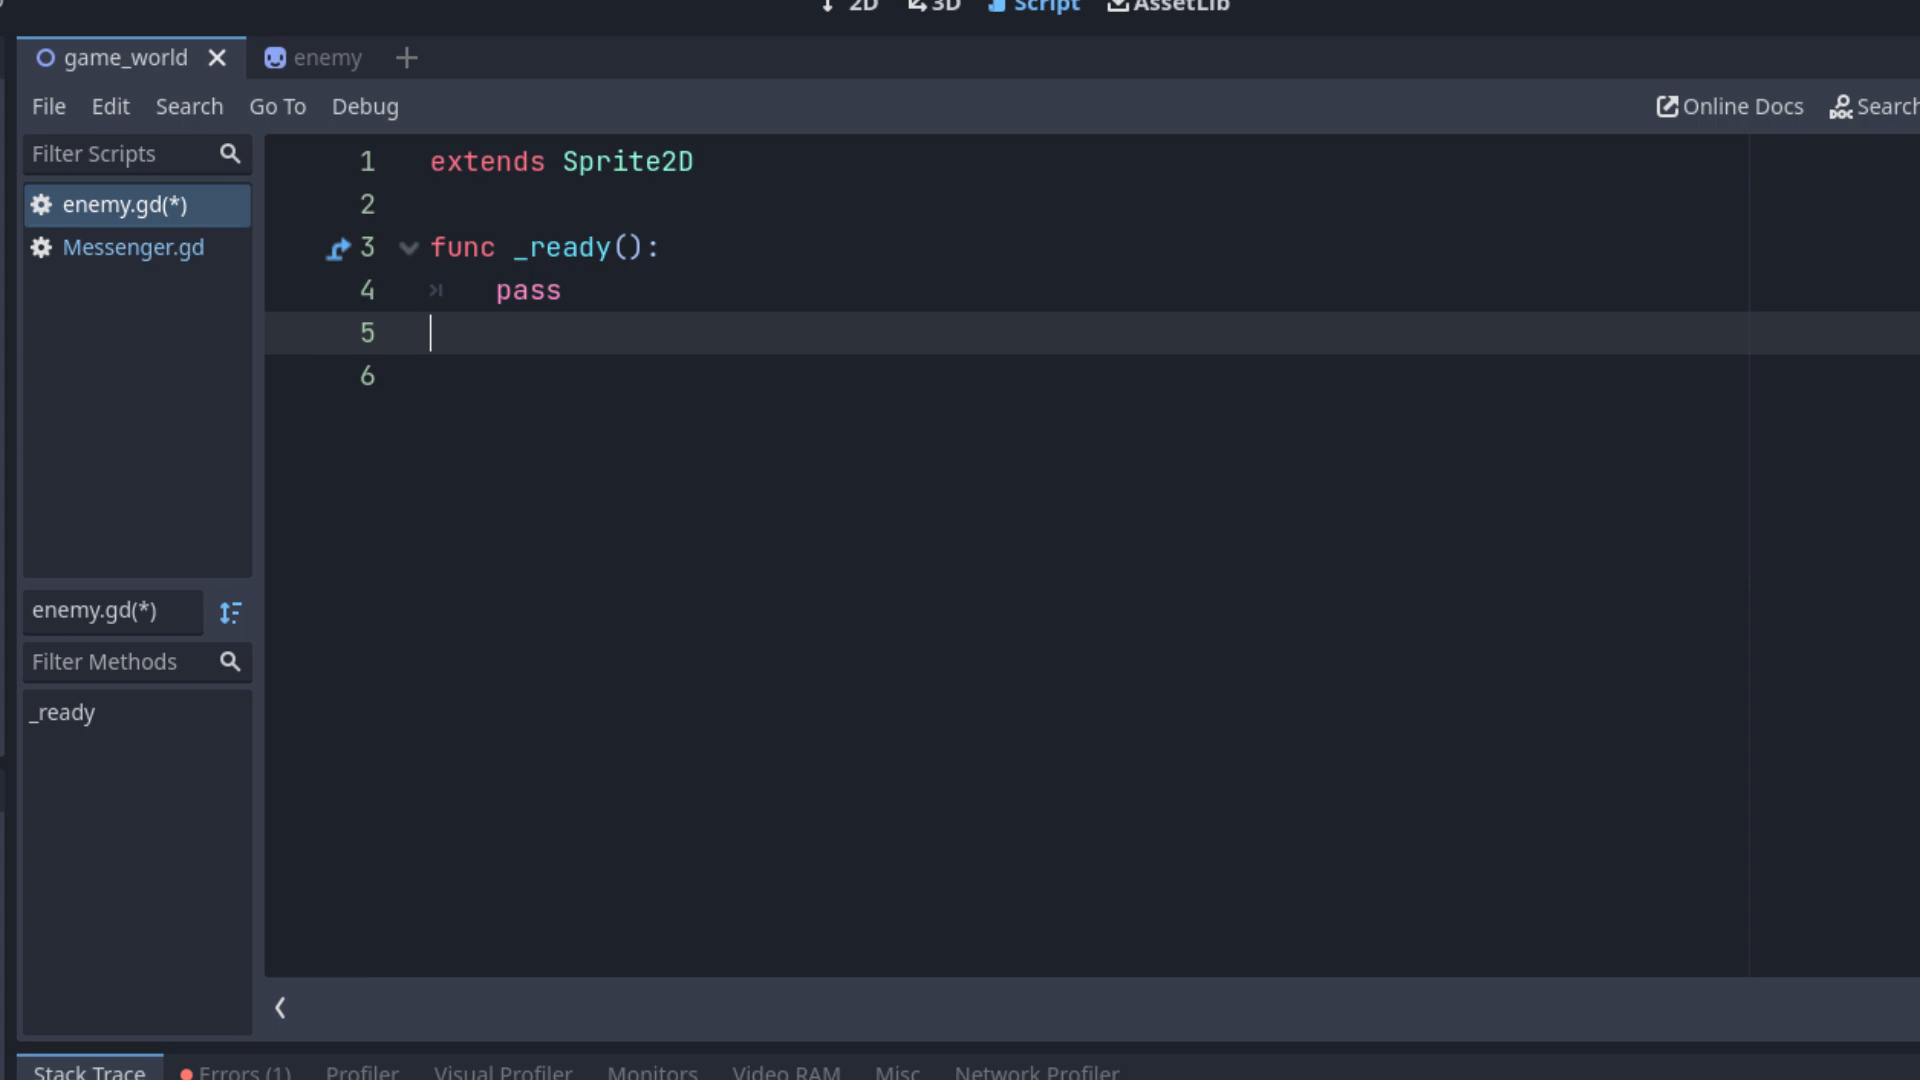 2D 3D Script AssetLib
game_world enemy
File Edit Search Go To Debug Online Docs Search
Filter Scripts
enemy.gd(*)
Messenger.gd
1 extends Sprite2D
2
3 func _ready():
4 pass
5
6
enemy.gd(*)
Filter Methods
_ready
Stack Trace Errors (1) Profiler Visual Profiler Monitors Video RAM Misc Network Profiler